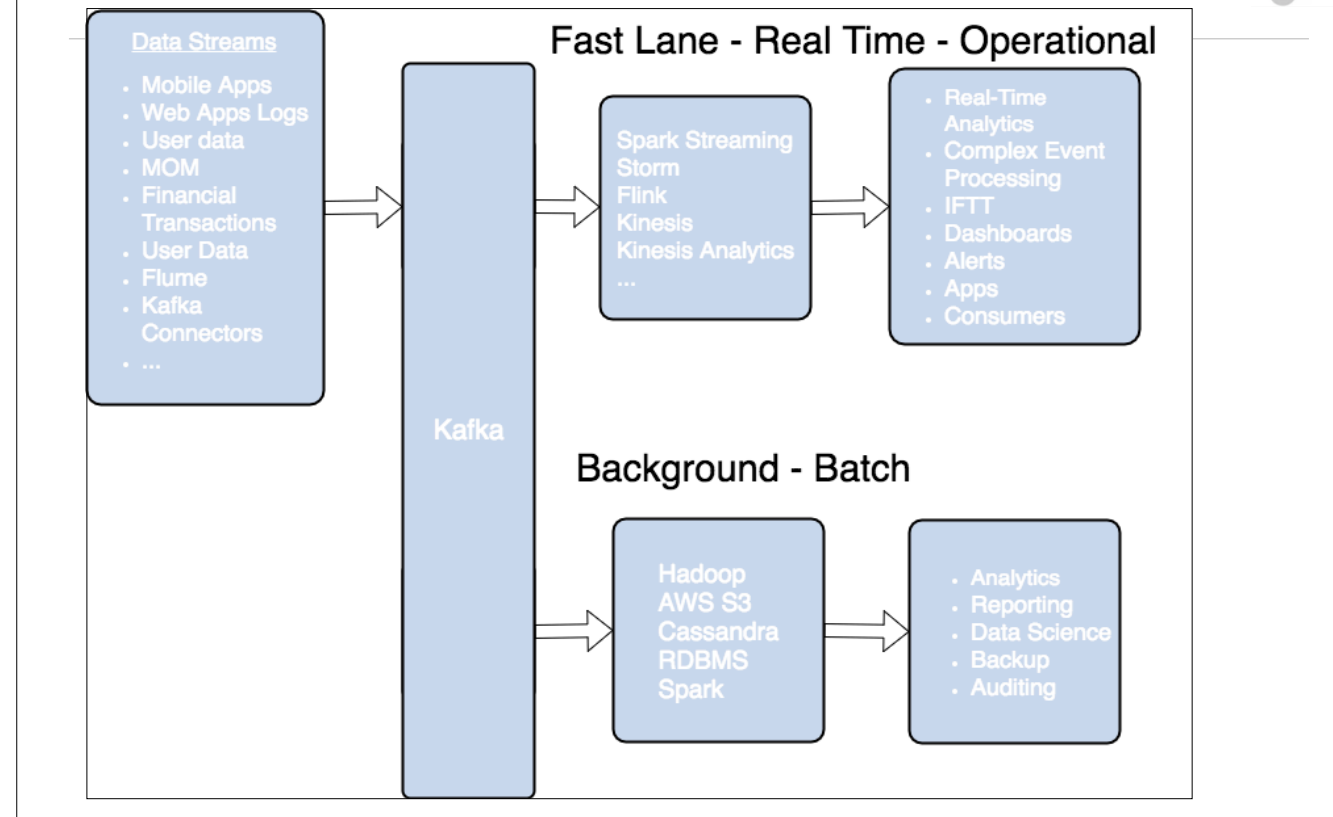 Data Streams
• Mobile Apps
• Web Apps Logs
• User data
• MOM
• Financial
Transactions
• User Data
• Flume
• Kafka
Connectors
• ...
Kafka
Fast Lane - Real Time - Operational
Spark Streaming
Storm
Flink
Kinesis
Kinesis Analytics
...
• Real-Time
Analytics
• Complex Event
Processing
• IFTT
• Dashboards
• Alerts
• Apps
• Consumers
Background - Batch
Hadoop
AWS S3
Cassandra
RDBMS
Spark
• Analytics
• Reporting
• Data Science
• Backup
• Auditing